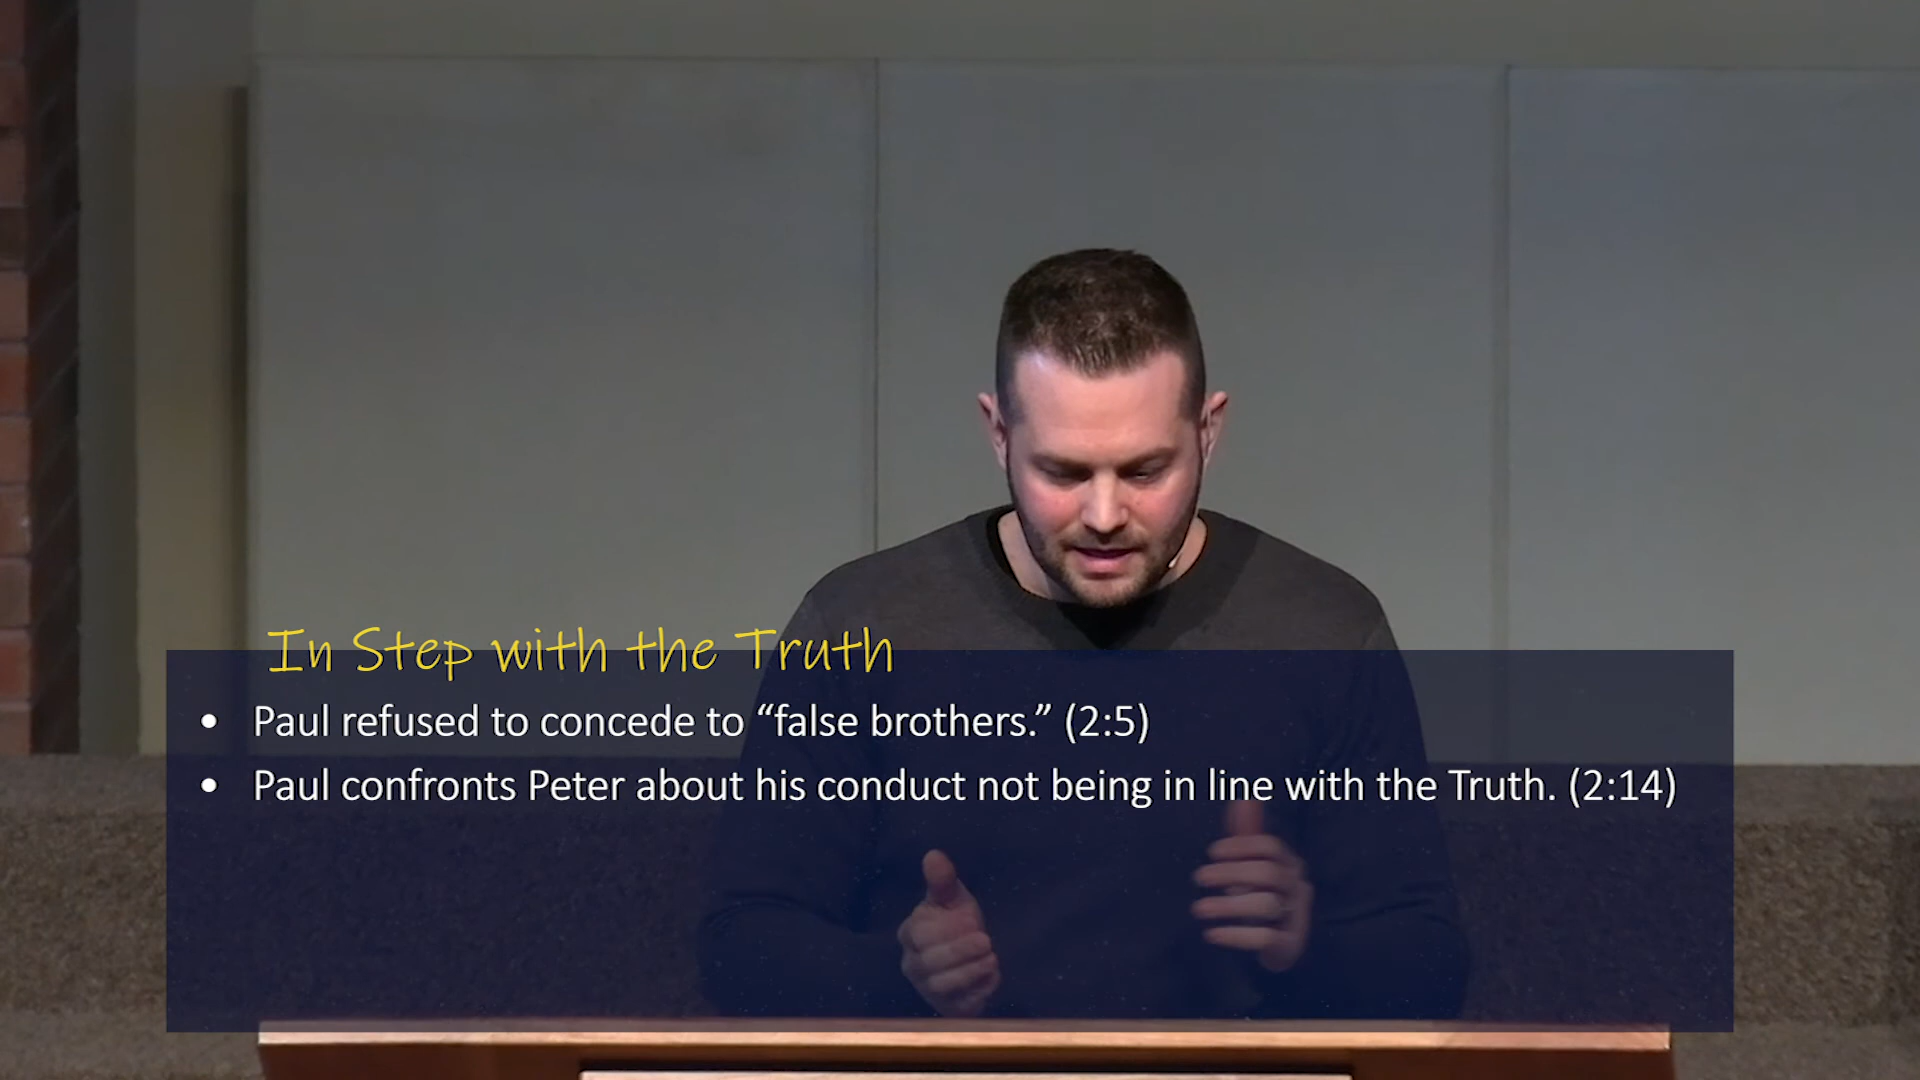 In Step with the Truth
• Paul refused to concede to “false brothers.” (2:5)
• Paul confronts Peter about his conduct not being in line with the Truth. (2:14)